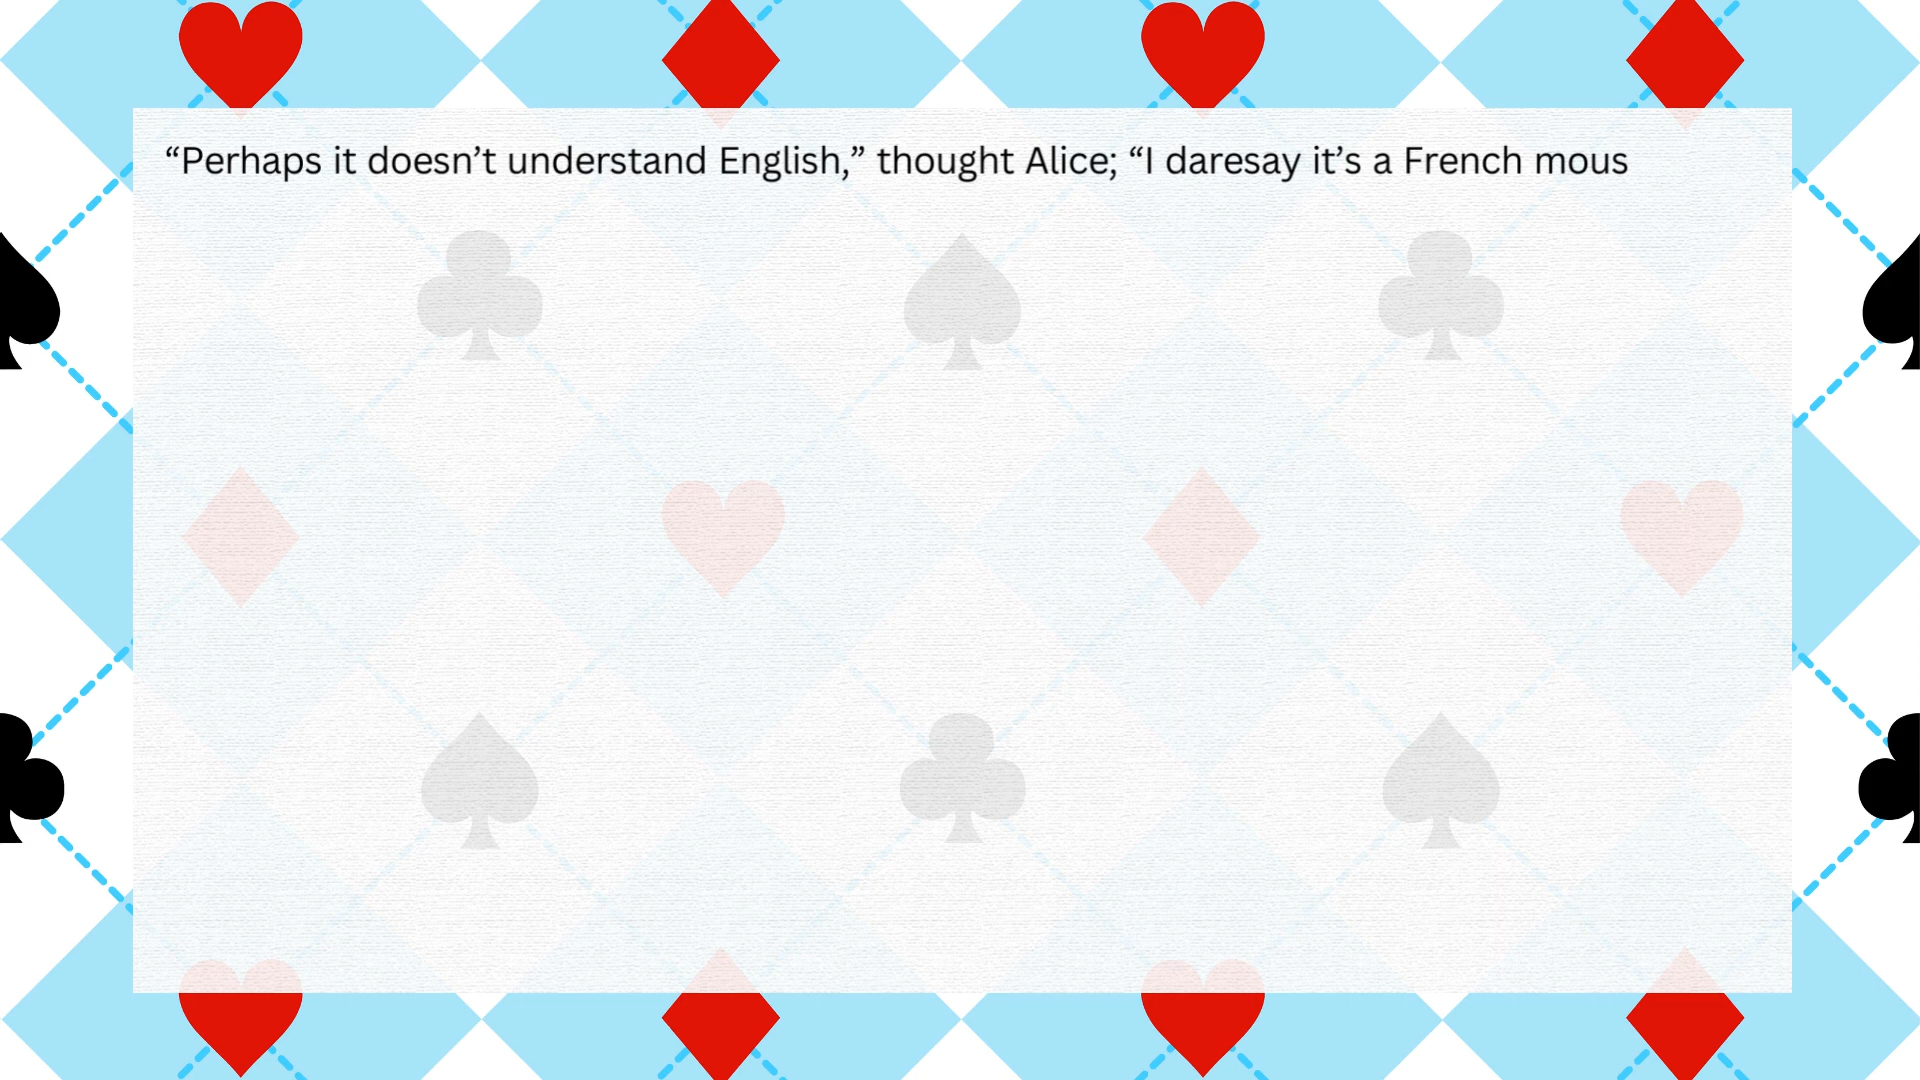 “Perhaps it doesn’t understand English,” thought Alice; “I daresay it’s a French mous